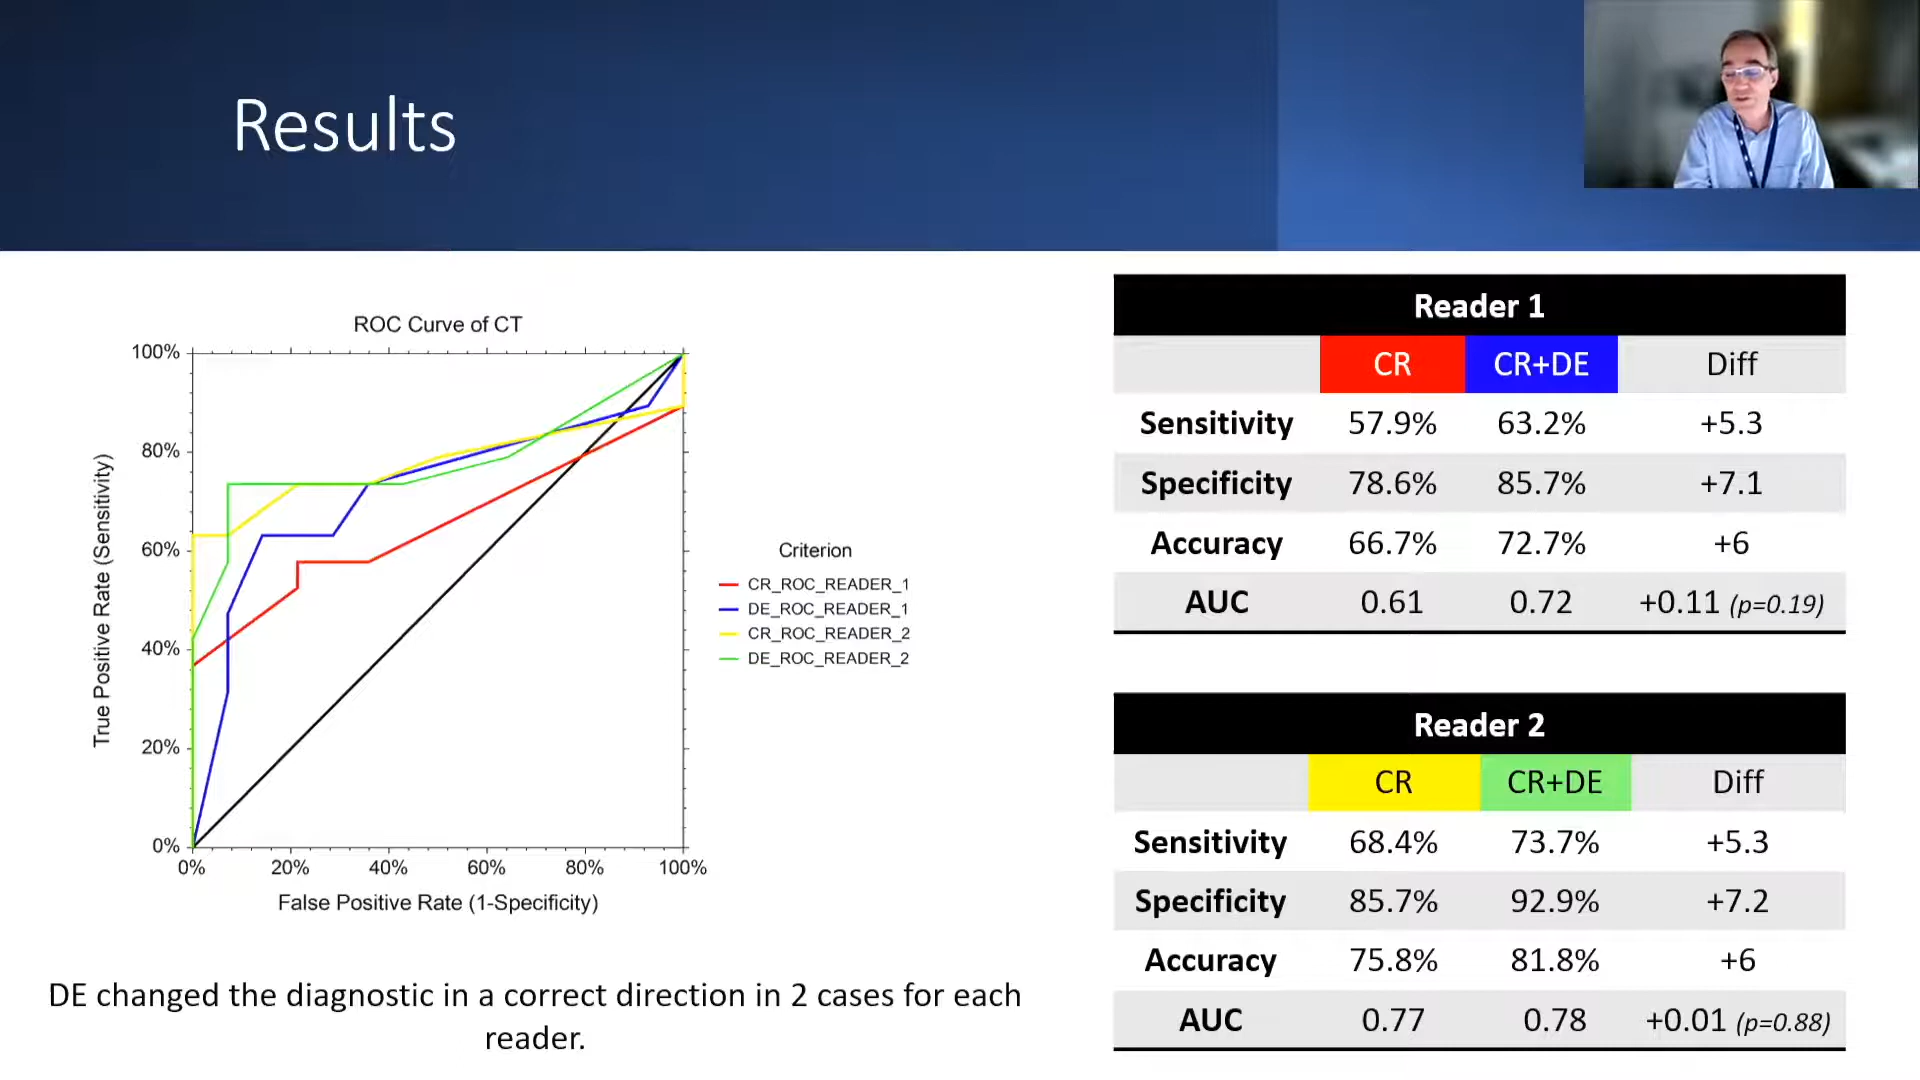 Results
ROC Curve of CT
100%
80%
60%
40%
20%
0%
True Positive Rate (Sensitivity)
0% 20% 40% 60% 80% 100%
False Positive Rate (1-Specificity)
Criterion
CR_ROC_READER_1
DE_ROC_READER_1
CR_ROC_READER_2
DE_ROC_READER_2
DE changed the diagnostic in a correct direction in 2 cases for each
reader.
Reader 1
CR CR+DE Diff
Sensitivity 57.9% 63.2% +5.3
Specificity 78.6% 85.7% +7.1
Accuracy 66.7% 72.7% +6
AUC 0.61 0.72 +0.11 (p=0.19)
Reader 2
CR CR+DE Diff
Sensitivity 68.4% 73.7% +5.3
Specificity 85.7% 92.9% +7.2
Accuracy 75.8% 81.8% +6
AUC 0.77 0.78 +0.01 (p=0.88)